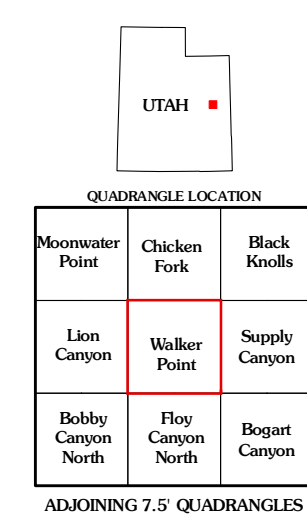 UTAH
QUADRANGLE LOCATION
Moonwater
Point
Chicken
Fork
Black
Knolls
Lion
Canyon
Walker
Point
Supply
Canyon
Bobby
Canyon
North
Floy
Canyon
North
Bogart
Canyon
ADJOINING 7.5' QUADRANGLES